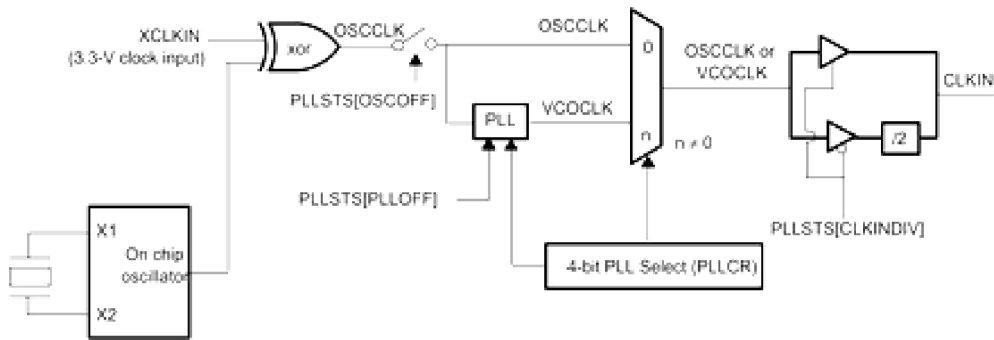 XCLKIN
(3.3-V clock input)
xor
OSCCLK
PLLSTS[OSCOFF]
OSCCLK
0
PLL
VCOCLK
n
n ≠ 0
OSCCLK or
VCOCLK
CLKIN
/2
PLLSTS[PLLOFF]
PLLSTS[CLKINDIV]
4-bit PLL Select (PLLCR)
X1
On chip
oscillator
X2